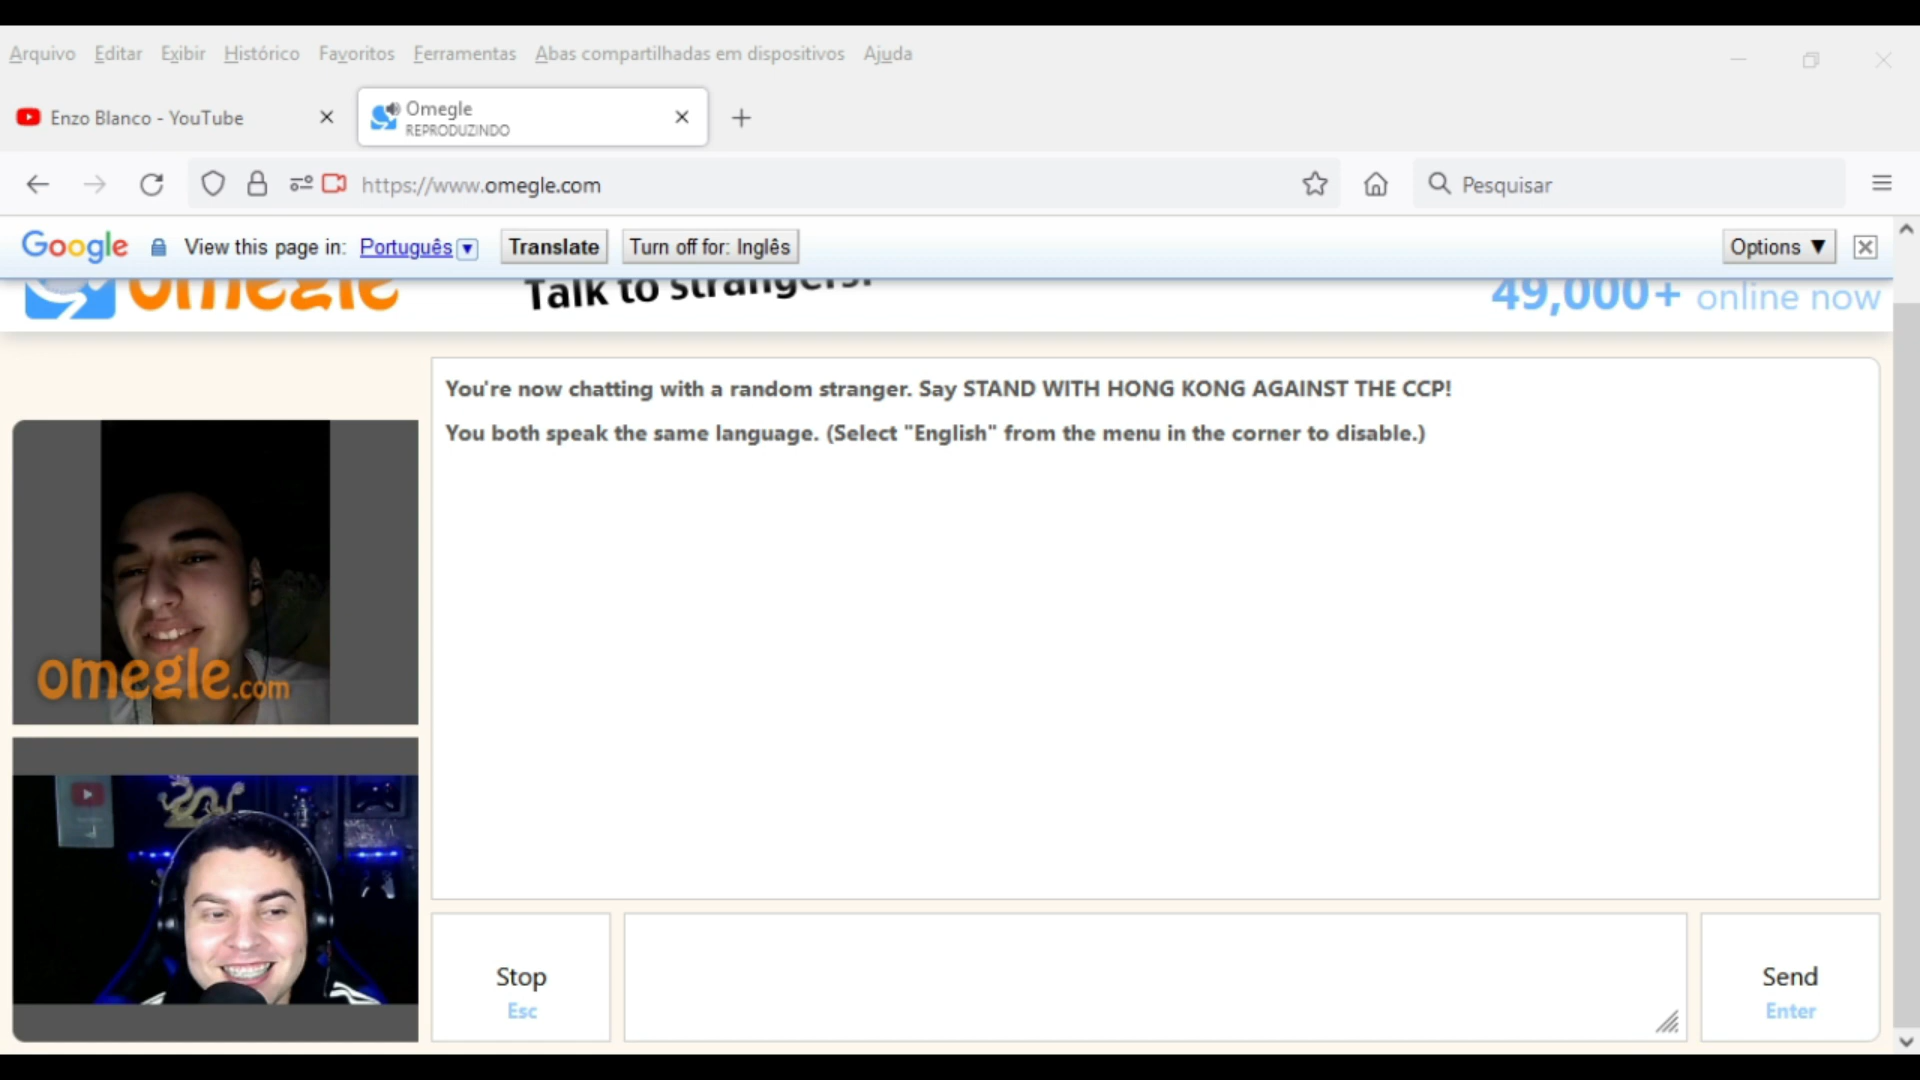 Arquivo Editar Exibir Histórico Favoritos Ferramentas Abas compartilhadas em dispositivos Ajuda
Enzo Blanco - YouTube
Omegle
REPRODUZINDO
https://www.omegle.com
Pesquisar
Google View this page in: Português Translate Turn off for: Inglês Options
omegle Talk to strangers! 49,000+ online now
You're now chatting with a random stranger. Say STAND WITH HONG KONG AGAINST THE CCP!
You both speak the same language. (Select "English" from the menu in the corner to disable.)
omegle.com
Stop
Esc
Send
Enter